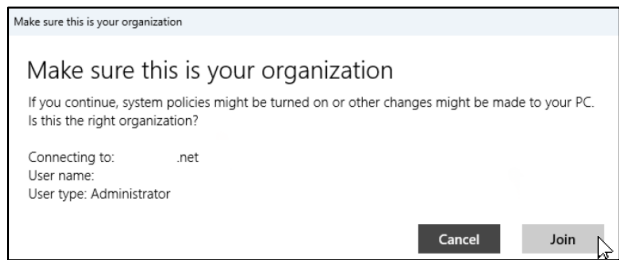 Make sure this is your organization
Make sure this is your organization
If you continue, system policies might be turned on or other changes might be made to your PC.
Is this the right organization?
Connecting to: .net
User name:
User type: Administrator
Cancel Join